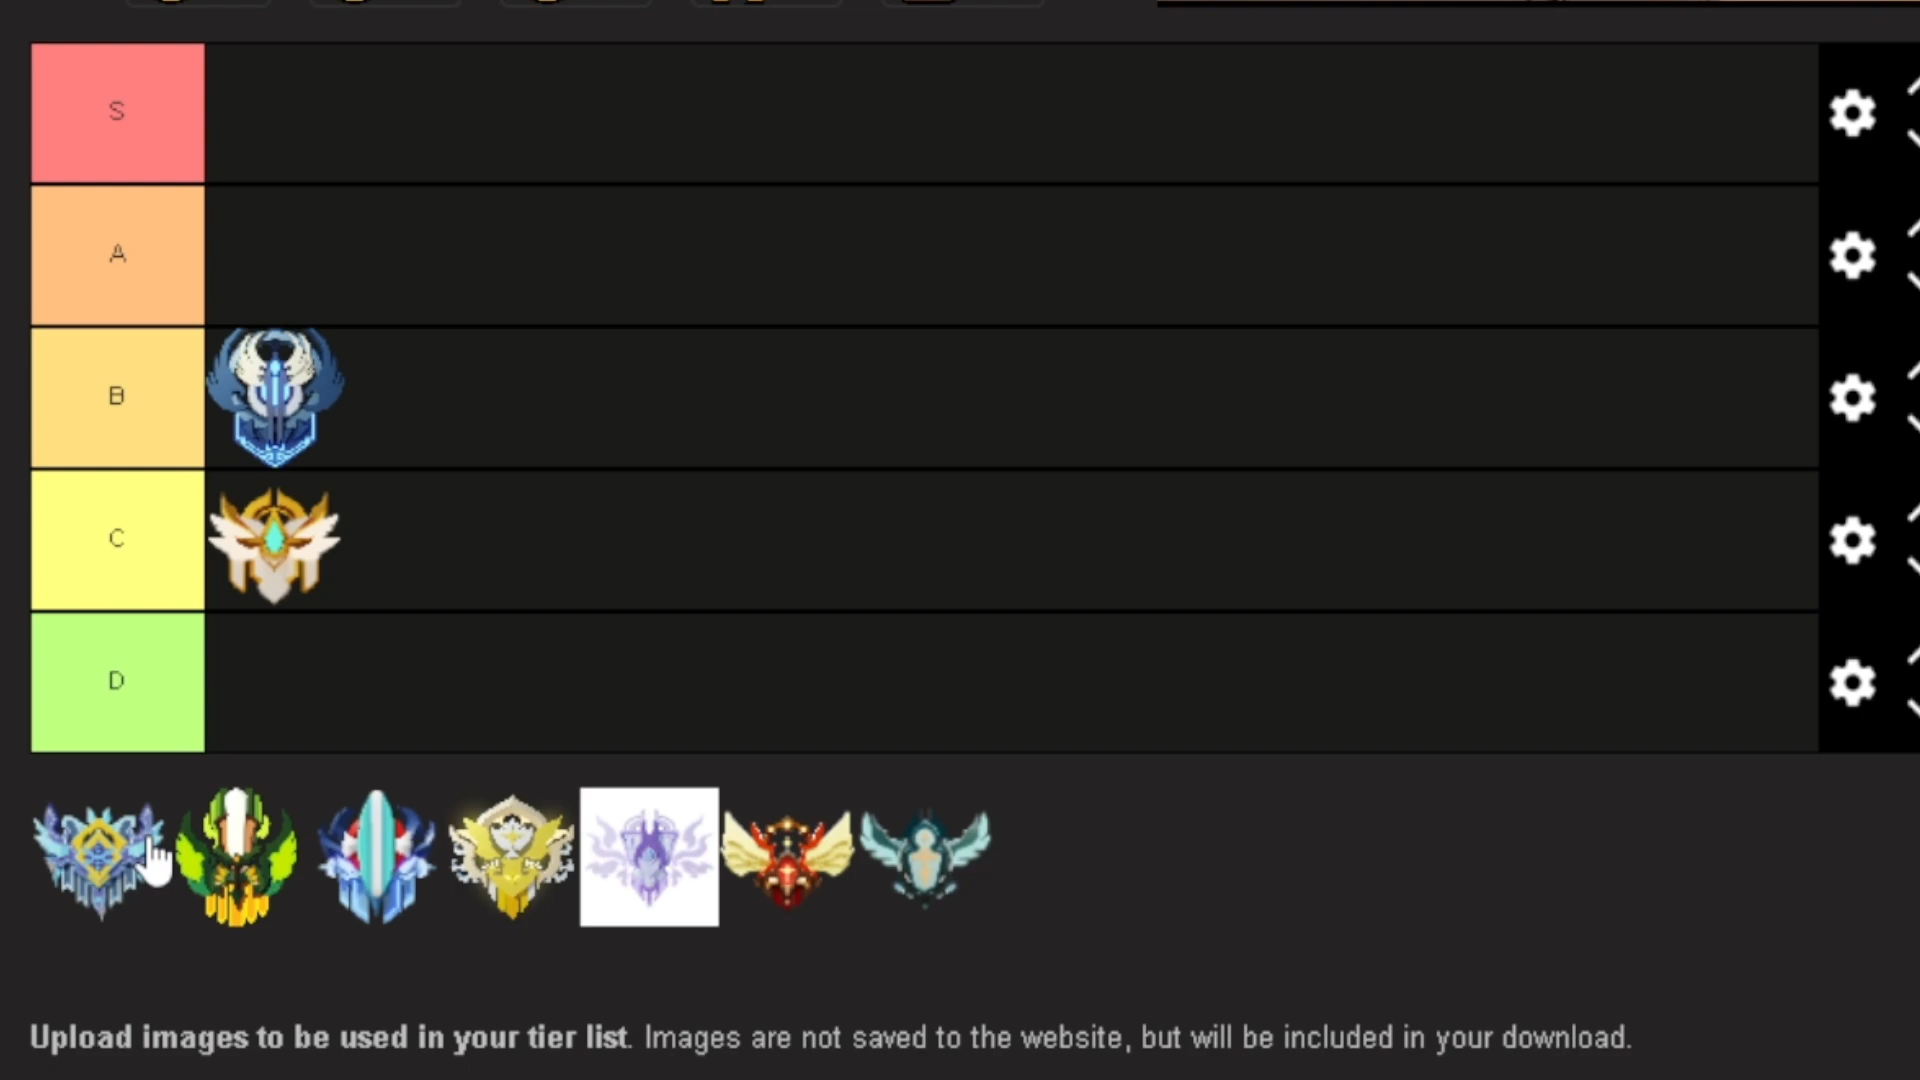 S
A
B
C
D
Upload images to be used in your tier list. Images are not saved to the website, but will be included in your download.